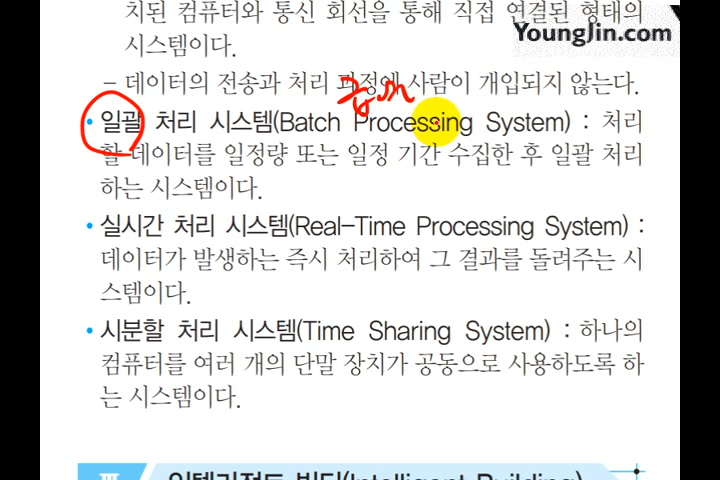 치된 컴퓨터와 통신 회선을 통해 직접 연결된 형태의
YoungJin.com
시스템이다.
– 데이터의 전송과 처리 과정에 사람이 개입되지 않는다.
• 일괄 처리 시스템(Batch Processing System) : 처리
할 데이터를 일정량 또는 일정 기간 수집한 후 일괄 처리
하는 시스템이다.
• 실시간 처리 시스템(Real-Time Processing System) :
데이터가 발생하는 즉시 처리하여 그 결과를 돌려주는 시
스템이다.
• 시분할 처리 시스템(Time Sharing System) : 하나의
컴퓨터를 여러 개의 단말 장치가 공동으로 사용하도록 하
는 시스템이다.